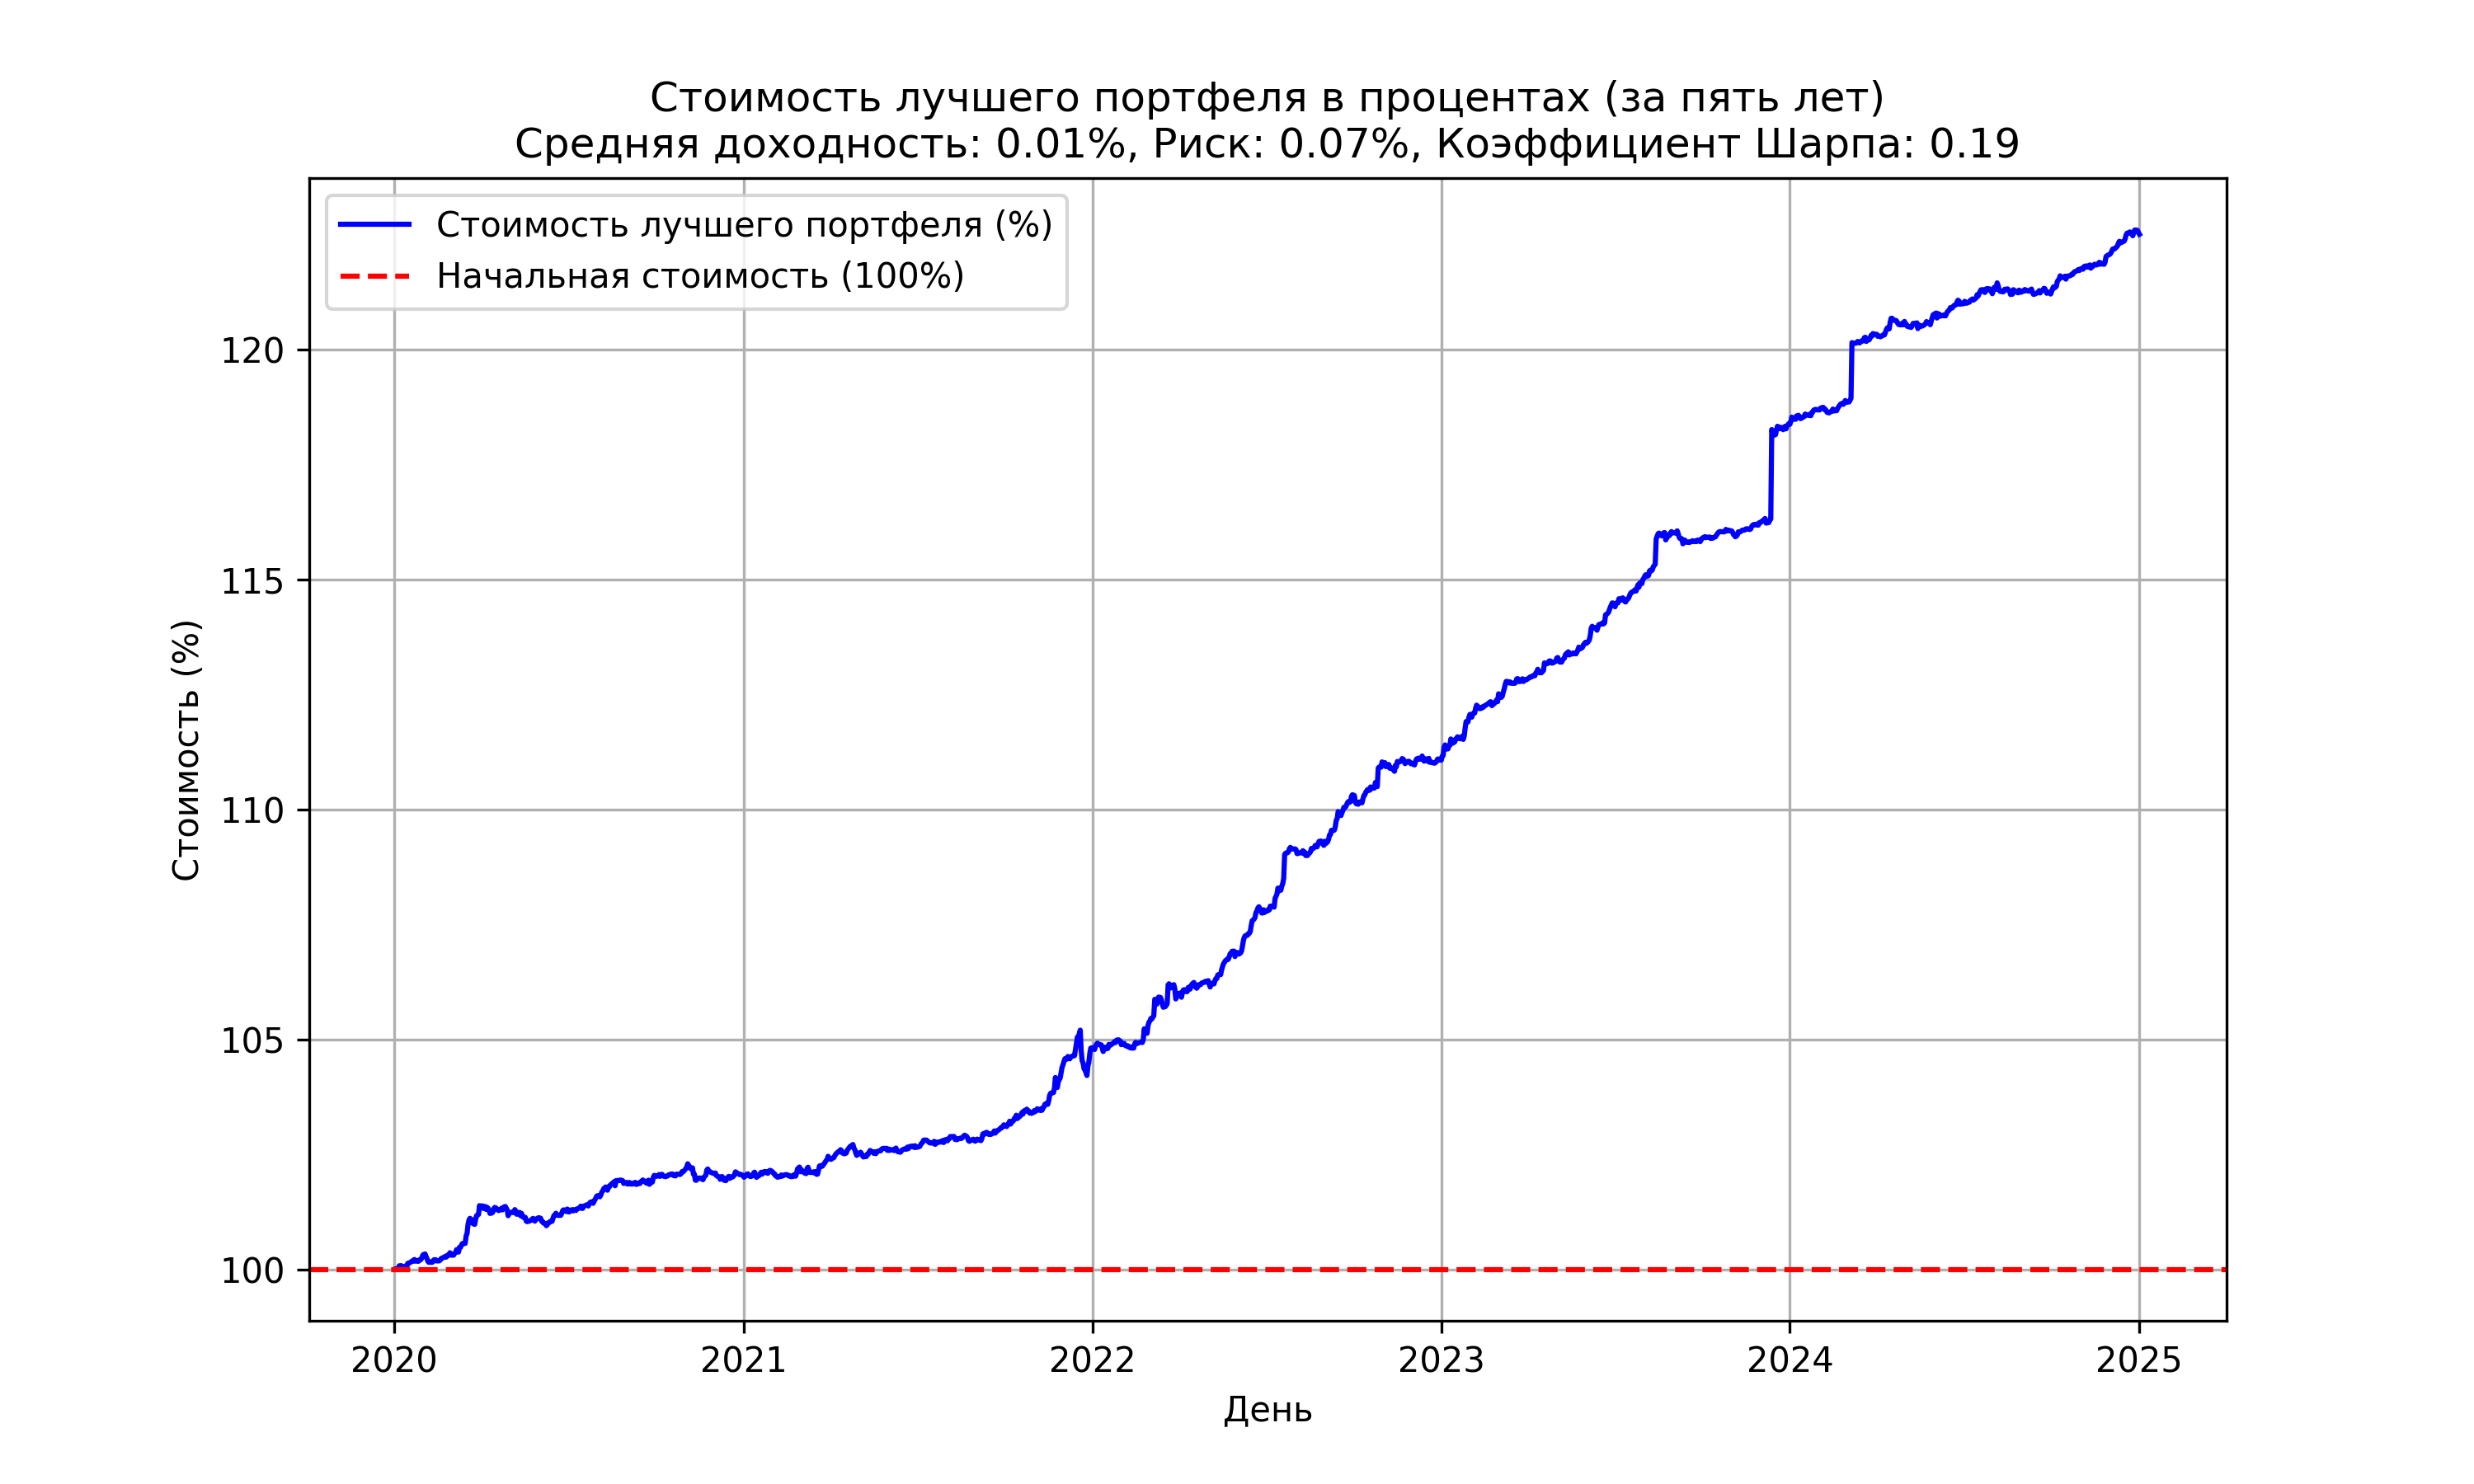 Стоимость лучшего портфеля в процентах (за пять лет)
Средняя доходность: 0.01%, Риск: 0.07%, Коэффициент Шарпа: 0.19
Стоимость лучшего портфеля (%)
Начальная стоимость (100%)
Стоимость (%)
120
115
110
105
100
2020 2021 2022 2023 2024 2025
День